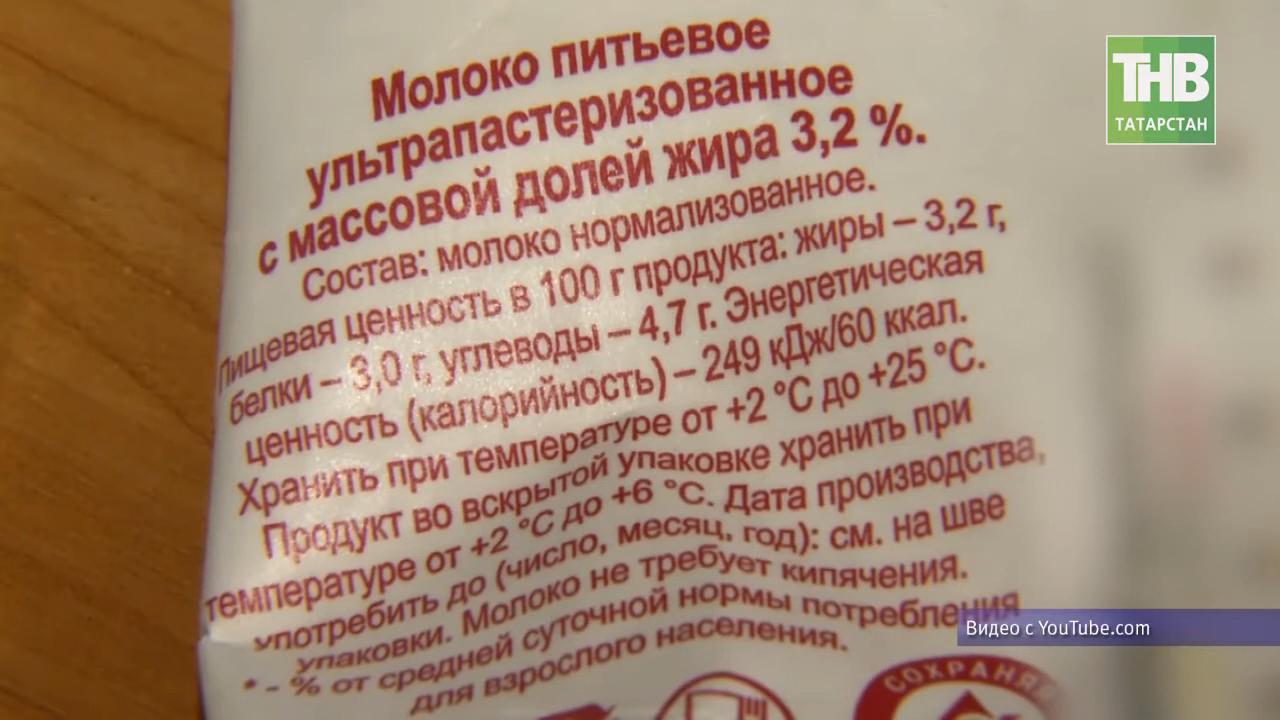 Молоко питьевое
ультрапастеризованное
с массовой долей жира 3,2 %.
Состав: молоко нормализованное.
Пищевая ценность в 100 г продукта: жиры – 3,2 г,
белки – 3,0 г, углеводы – 4,7 г. Энергетическая
ценность (калорийность) – 249 кДж/60 ккал.
Хранить при температуре от +2 °C до +25 °C.
Продукт во вскрытой упаковке хранить при
температуре от +2 °C до +6 °C. Дата производства,
употребить до (число, месяц, год): см. на шве
упаковки. Молоко не требует кипячения.
* - % от средней суточной нормы потребления
для взрослого населения.
ТНВ
ТАТАРСТАН
Видео с YouTube.com